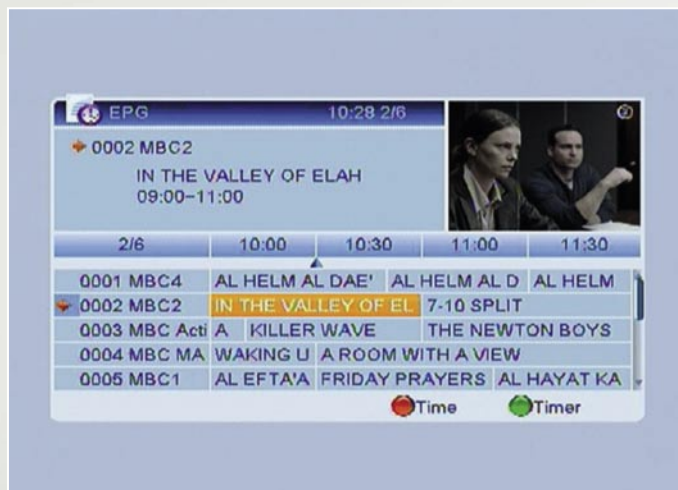 EPG 10:28 2/6
0002 MBC2
IN THE VALLEY OF ELAH
09:00-11:00
2/6 10:00 10:30 11:00 11:30
0001 MBC4 AL HELM AL DAE' AL HELM AL D AL HELM
0002 MBC2 IN THE VALLEY OF EL 7-10 SPLIT
0003 MBC Acti A KILLER WAVE THE NEWTON BOYS
0004 MBC MA WAKING U A ROOM WITH A VIEW
0005 MBC1 AL EFTA'A FRIDAY PRAYERS AL HAYAT KA
Time Timer